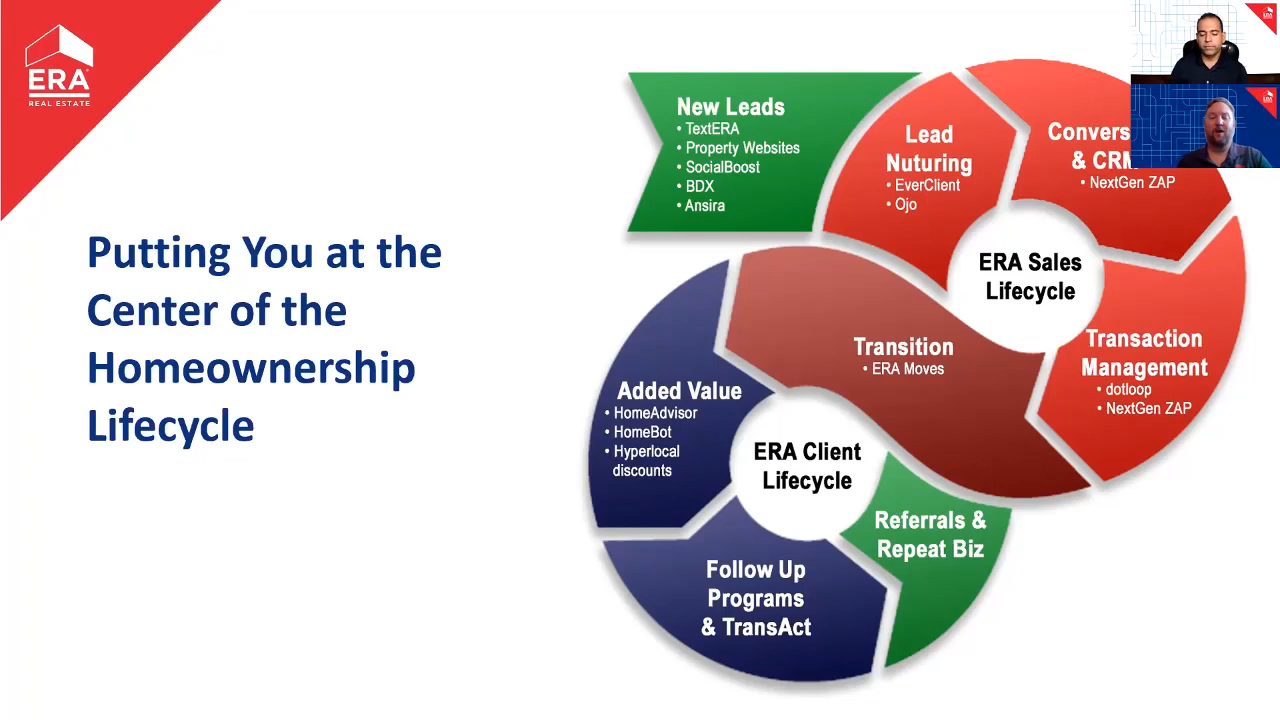 ERA
REAL ESTATE
Putting You at the
Center of the
Homeownership
Lifecycle
New Leads
• TextERA
• Property Websites
• SocialBoost
• BDX
• Ansira
Lead
Nuturing
• EverClient
• Ojo
& CRM
• NextGen ZAP
ERA Sales
Lifecycle
Transaction
Management
• dotloop
• NextGen ZAP
Transition
• ERA Moves
Added Value
• HomeAdvisor
• HomeBot
• Hyperlocal
discounts
ERA Client
Lifecycle
Referrals &
Repeat Biz
Follow Up
Programs
& TransAct